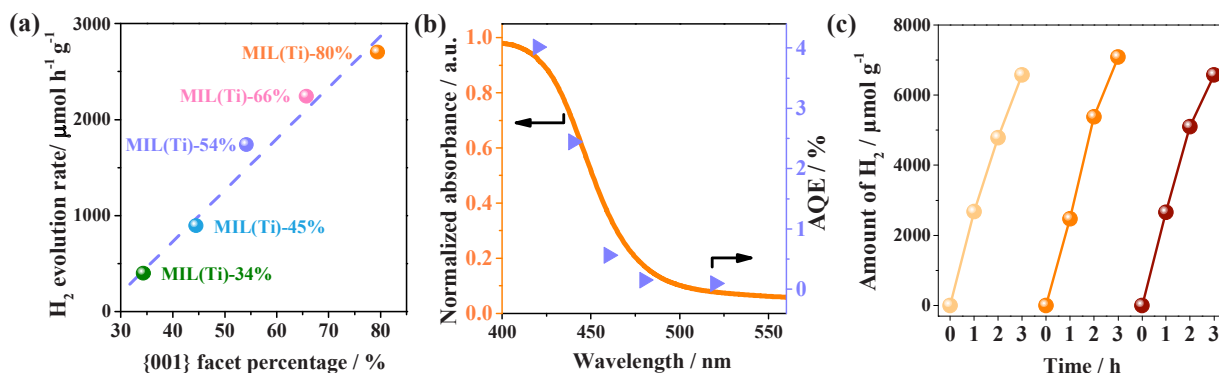 (a)
H₂ evolution rate/ μmol h⁻¹ g⁻¹
3000
2000
1000
0
MIL(Ti)-80%
MIL(Ti)-66%
MIL(Ti)-54%
MIL(Ti)-45%
MIL(Ti)-34%
30 40 50 60 70 80 90
{001} facet percentage / %
(b)
Normalized absorbance / a.u.
1.0
0.8
0.6
0.4
0.2
0.0
4
3
2
1
0
AQE / %
400 450 500 550
Wavelength / nm
(c)
Amount of H₂ / μmol g⁻¹
8000
6000
4000
2000
0
0 1 2 3 0 1 2 3 0 1 2 3
Time / h